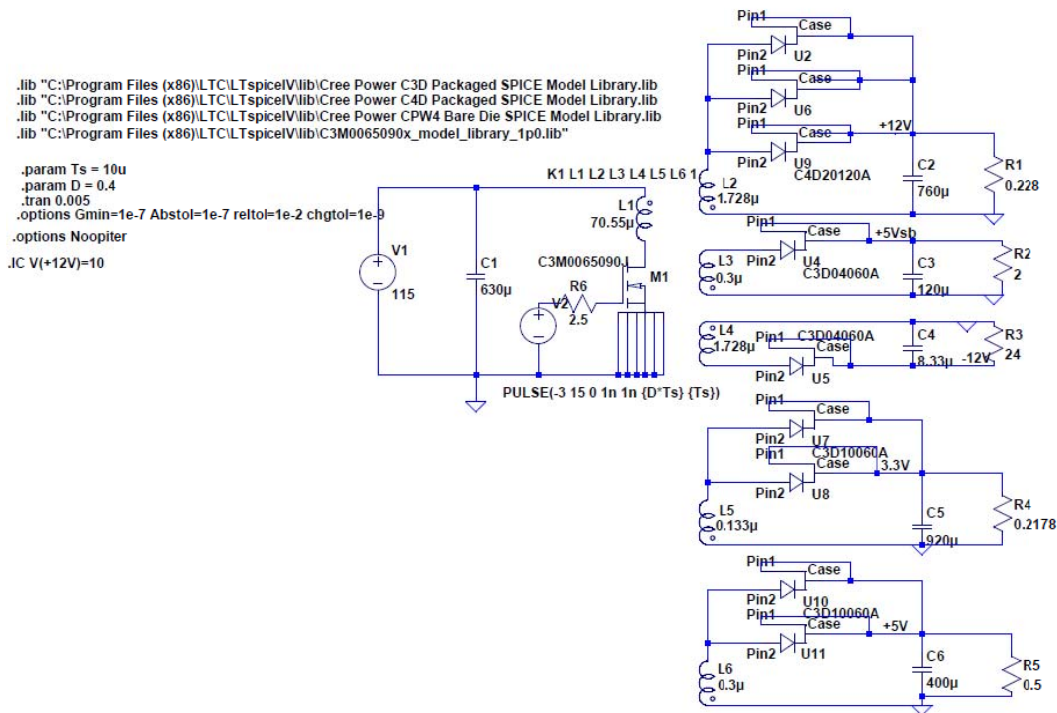 .lib "C:\Program Files (x86)\LTC\LTspiceIV\lib\Cree Power C3D Packaged SPICE Model Library.lib
.lib "C:\Program Files (x86)\LTC\LTspiceIV\lib\Cree Power C4D Packaged SPICE Model Library.lib
.lib "C:\Program Files (x86)\LTC\LTspiceIV\lib\Cree Power CPW4 Bare Die SPICE Model Library.lib
.lib "C:\Program Files (x86)\LTC\LTspiceIV\lib\C3M0065090x_model_library_1p0.lib"
.param Ts = 10u
.param D = 0.4
.tran 0.005
.options Gmin=1e-7 Abstol=1e-7 reltol=1e-2 chgtol=1e-9
.options Noopiter
.IC V(+12V)=10
V1
115
C1
630µ
K1 L1 L2 L3 L4 L5 L6 1
L1
70.55µ
C3M0065090J
M1
R6
2.5
V2
PULSE(-3 15 0 1n 1n {D*Ts} {Ts})
Pin1
Case
Pin2
U2
Pin1
Case
Pin2
U6
Pin1
+12V
Case
Pin2
U9
C4D20120A
L2
1.728µ
C2
760µ
R1
0.228
Pin1
Case
+5Vsb
Pin2
U4
C3D04060A
L3
0.3µ
C3
120µ
R2
2
L4
1.728µ
C3D04060A
Pin1
Case
Pin2
U5
C4
8.33µ
-12V
R3
24
Pin1
Case
Pin2
U7
C3D10060A
Pin1
Case
3.3V
Pin2
U8
L5
0.133µ
C5
920µ
R4
0.2178
Pin1
Case
Pin2
U10
C3D10060A
Pin1
Case
+5V
Pin2
U11
L6
0.3µ
C6
400µ
R5
0.5